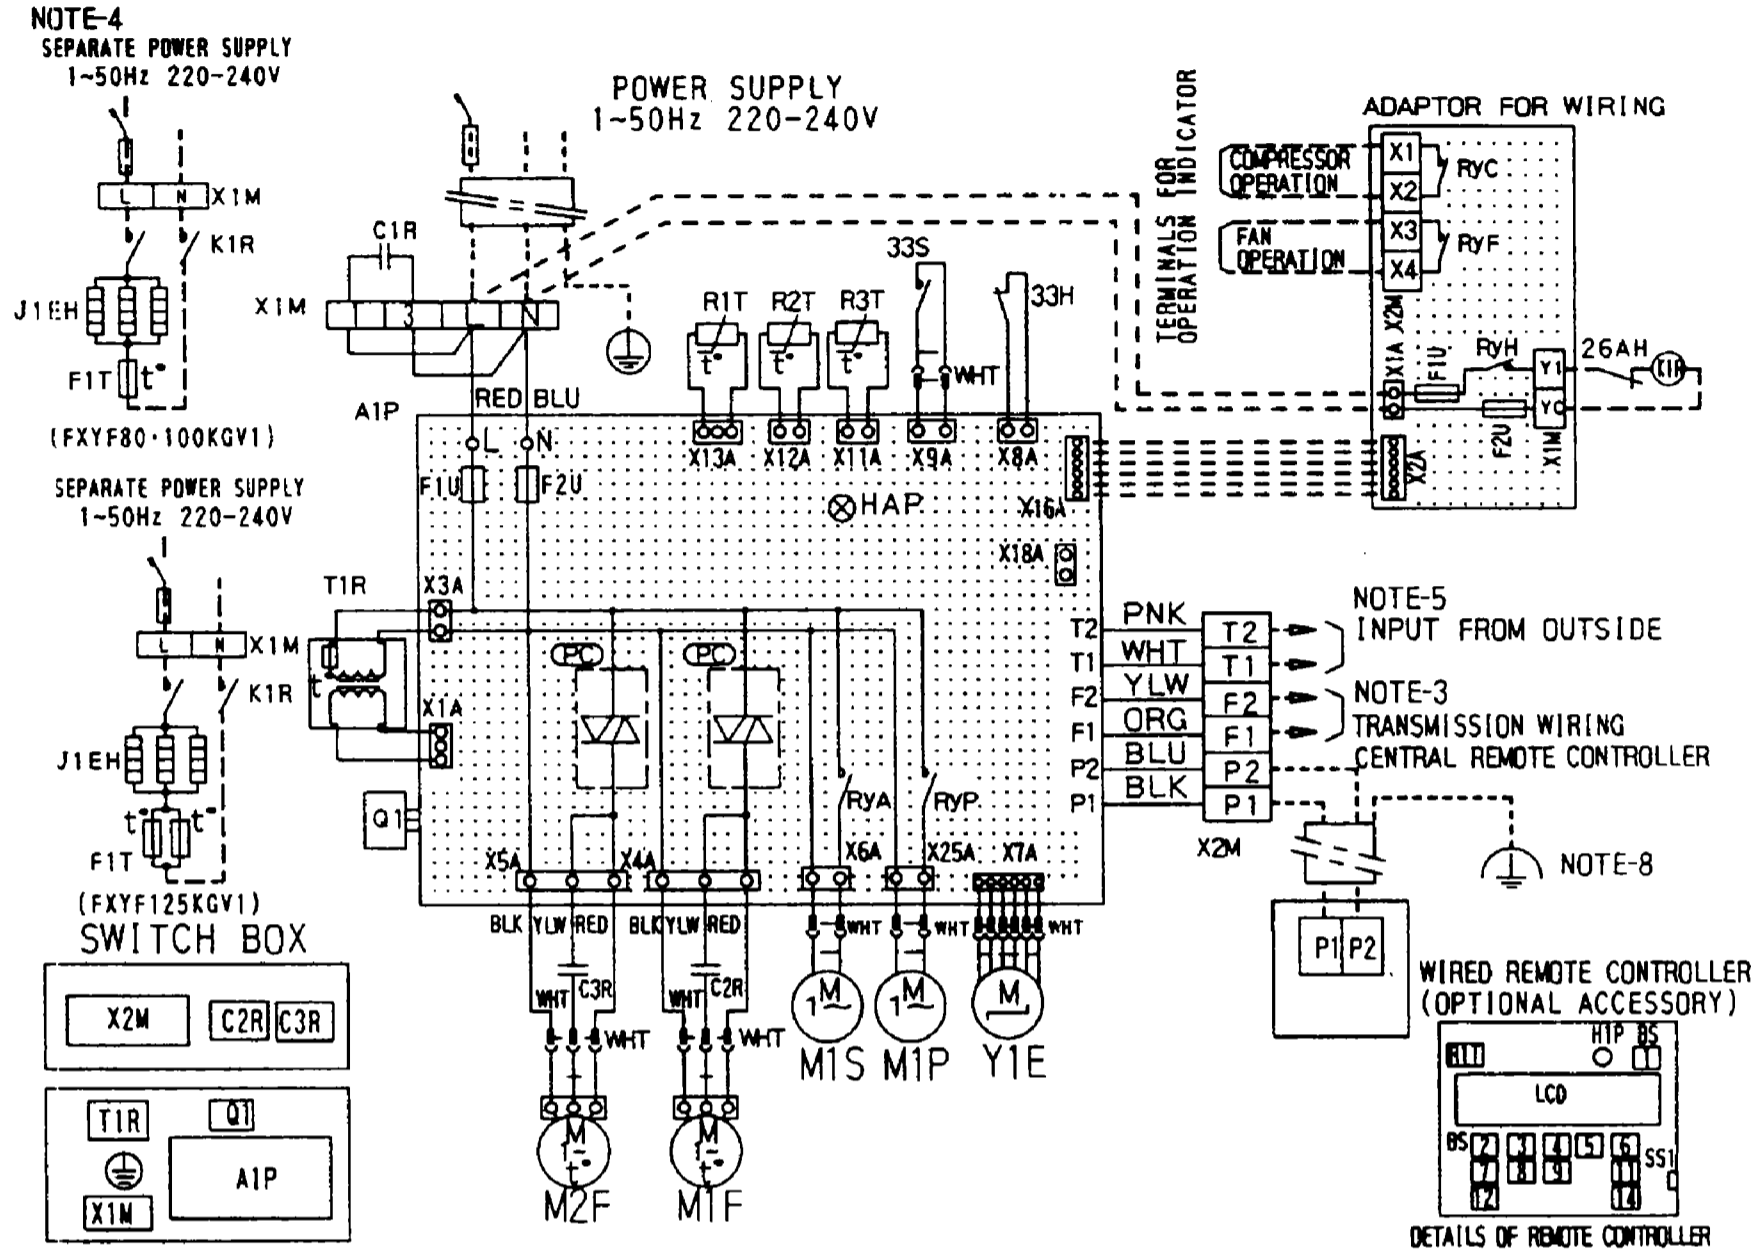 NOTE-4
SEPARATE POWER SUPPLY
1~50Hz 220-240V
L N X1M
K1R
J1EH
F1T t°
(FXYF80·100KGV1)
SEPARATE POWER SUPPLY
1~50Hz 220-240V
L N X1M
K1R
J1EH
t° t°
F1T
(FXYF125KGV1)
SWITCH BOX
X2M C2R C3R
T1R Q1
A1P
X1M
POWER SUPPLY
1~50Hz 220-240V
C1R
X1M 3 L N
RED BLU
A1P
L N
F1U F2U
R1T R2T R3T
t° t° t°
33S
33H
WHT
X13A X12A X11A X9A X8A
HAP
X16A
X18A
T1R
X3A
t°
X1A
Q1
PC PC
RyA RyP
X5A X4A X6A X25A X7A
BLK YLW RED BLK YLW RED WHT WHT WHT
C3R C2R
WHT WHT
WHT WHT
M 1~ M 1~ M
M1S M1P Y1E
M 1~ t° M 1~ t°
M2F M1F
TERMINALS FOR
OPERATION INDICATOR
ADAPTOR FOR WIRING
COMPRESSOR
OPERATION
X1
X2
RyC
FAN
OPERATION
X3
X4
RyF
X2M
X1A
F1U
RyH
Y1
26AH
K1R
YC
F2U
X1M
X2A
T2 PNK T2
T1 WHT T1
F2 YLW F2
F1 ORG F1
P2 BLU P2
P1 BLK P1
X2M
NOTE-5
INPUT FROM OUTSIDE
NOTE-3
TRANSMISSION WIRING
CENTRAL REMOTE CONTROLLER
NOTE-8
P1 P2
WIRED REMOTE CONTROLLER
(OPTIONAL ACCESSORY)
R1T H1P BS
1
LCD
BS 2 3 4 5 6
7 8 9 11
12 14
SS1
DETAILS OF REMOTE CONTROLLER